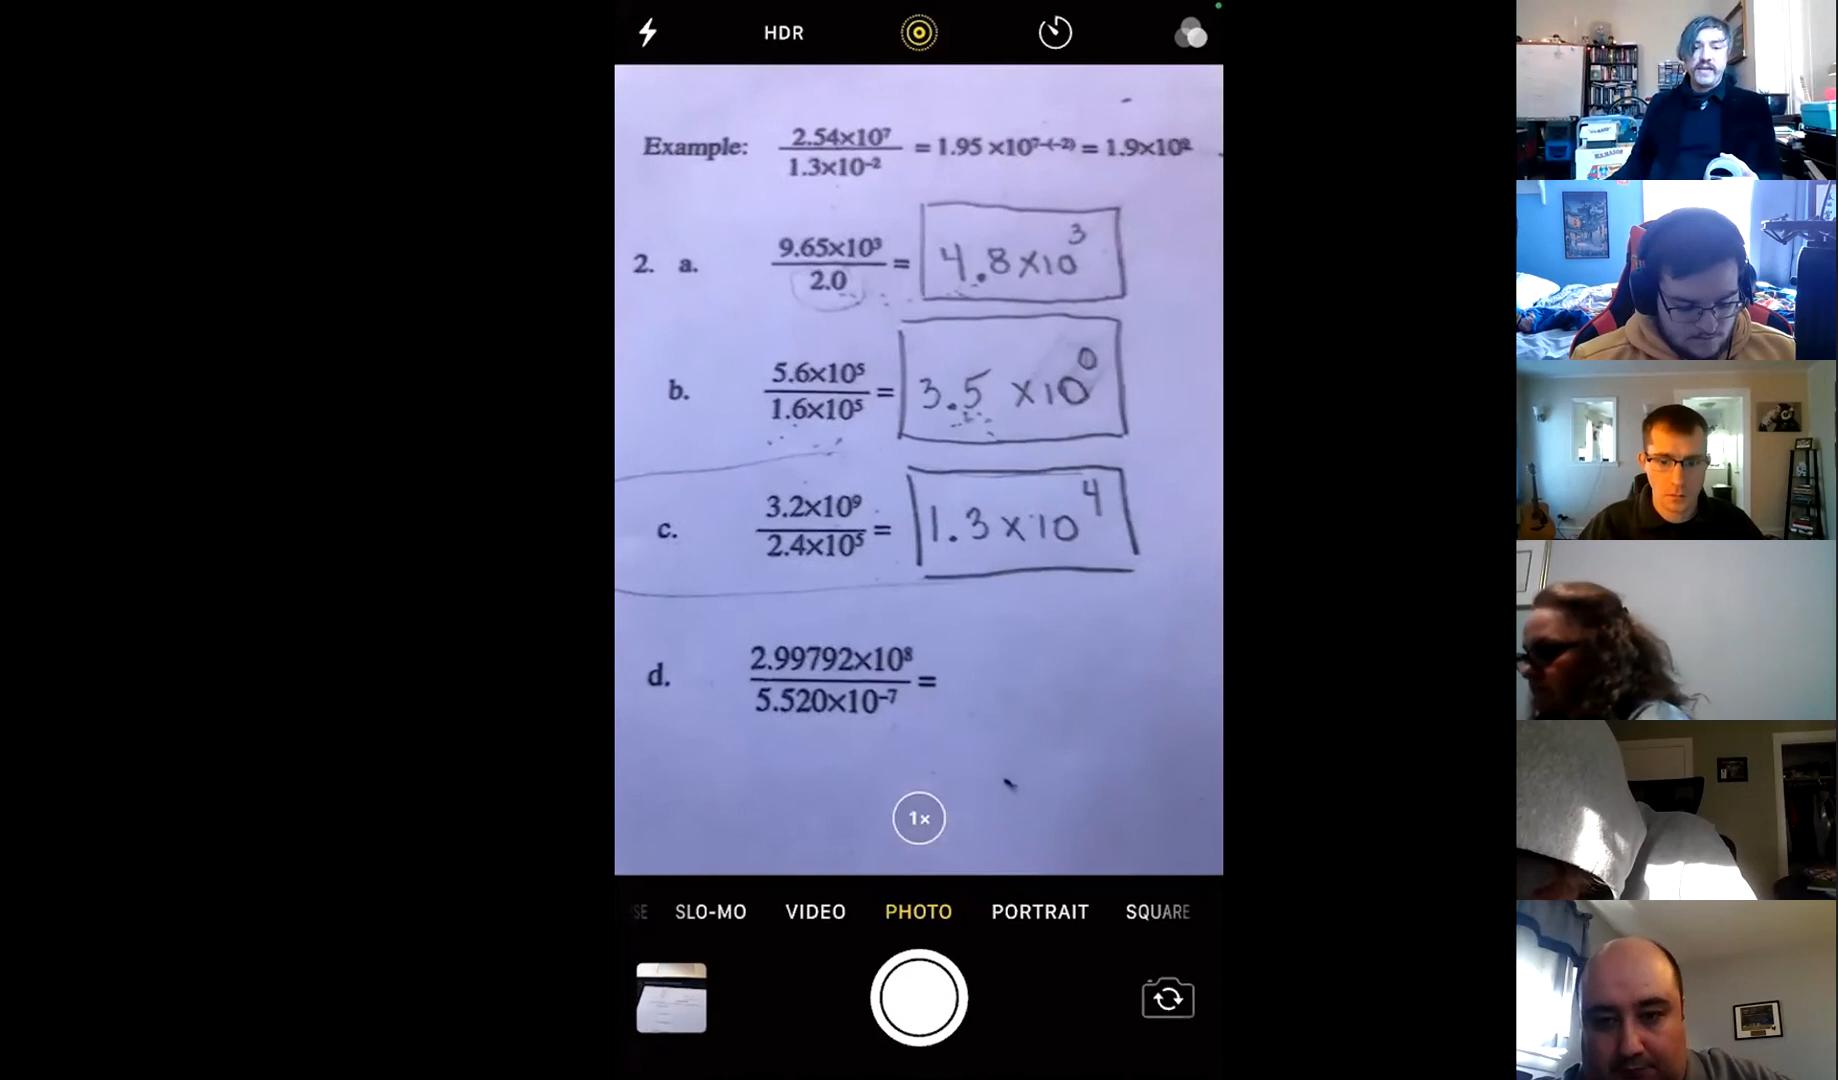 HDR
Example: 2.54×10⁷ / 1.3×10⁻² = 1.95 ×10⁷⁻⁽⁻²⁾ = 1.9×10⁹
2. a. 9.65×10³ / 2.0 = 4.8×10³
b. 5.6×10⁵ / 1.6×10⁵ = 3.5 ×10⁰
c. 3.2×10⁹ / 2.4×10⁵ = 1.3×10⁴
d. 2.99792×10⁸ / 5.520×10⁻⁷ =
1×
SE SLO-MO VIDEO PHOTO PORTRAIT SQUARE